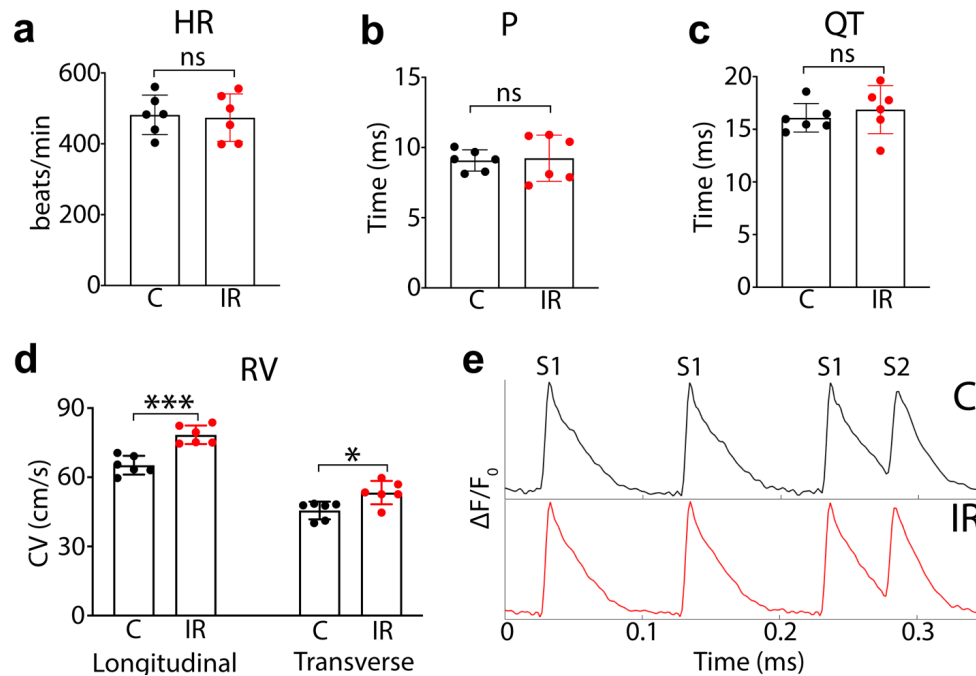 a
HR
ns
beats/min
600
400
200
0
C
IR
b
P
ns
Time (ms)
15
10
5
0
C
IR
c
QT
ns
Time (ms)
20
15
10
5
0
C
IR
d
RV
***
*
CV (cm/s)
90
60
30
0
C
IR
C
IR
Longitudinal
Transverse
e
S1
S1
S1
S2
C
IR
ΔF/F0
0
0.1
0.2
0.3
Time (ms)